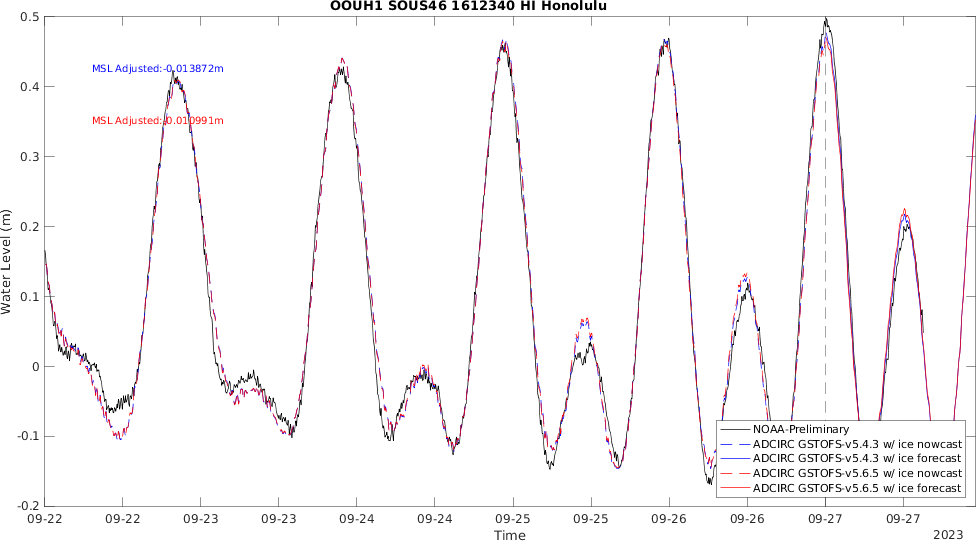 OOUH1 SOUS46 1612340 HI Honolulu
0.5
MSL Adjusted:-0.013872m
0.4
MSL Adjusted:-0.010991m
0.3
0.2
0.1
0
-0.1
-0.2
Water Level (m)
NOAA-Preliminary
ADCIRC GSTOFS-v5.4.3 w/ ice nowcast
ADCIRC GSTOFS-v5.4.3 w/ ice forecast
ADCIRC GSTOFS-v5.6.5 w/ ice nowcast
ADCIRC GSTOFS-v5.6.5 w/ ice forecast
09-22 09-22 09-23 09-23 09-24 09-24 09-25 09-25 09-26 09-26 09-27 09-27
Time
2023